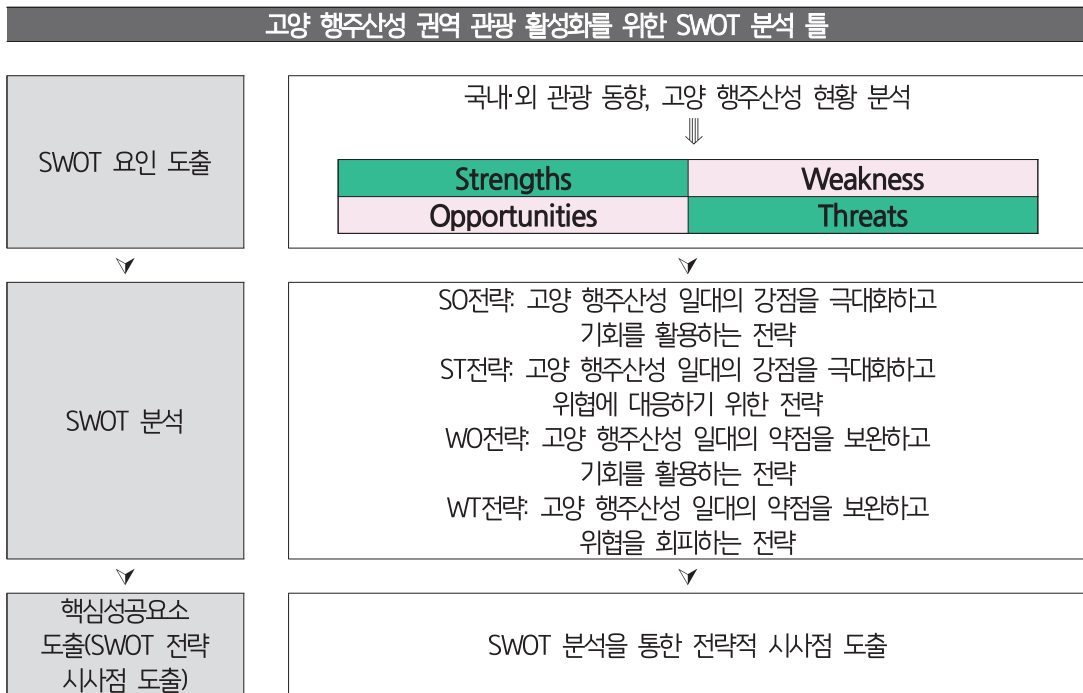 고양 행주산성 권역 관광 활성화를 위한 SWOT 분석 틀
SWOT 요인 도출
국내·외 관광 동향, 고양 행주산성 현황 분석
Strengths
Weakness
Opportunities
Threats
SWOT 분석
SO전략: 고양 행주산성 일대의 강점을 극대화하고
기회를 활용하는 전략
ST전략: 고양 행주산성 일대의 강점을 극대화하고
위협에 대응하기 위한 전략
WO전략: 고양 행주산성 일대의 약점을 보완하고
기회를 활용하는 전략
WT전략: 고양 행주산성 일대의 약점을 보완하고
위협을 회피하는 전략
핵심성공요소
도출(SWOT 전략
시사점 도출)
SWOT 분석을 통한 전략적 시사점 도출